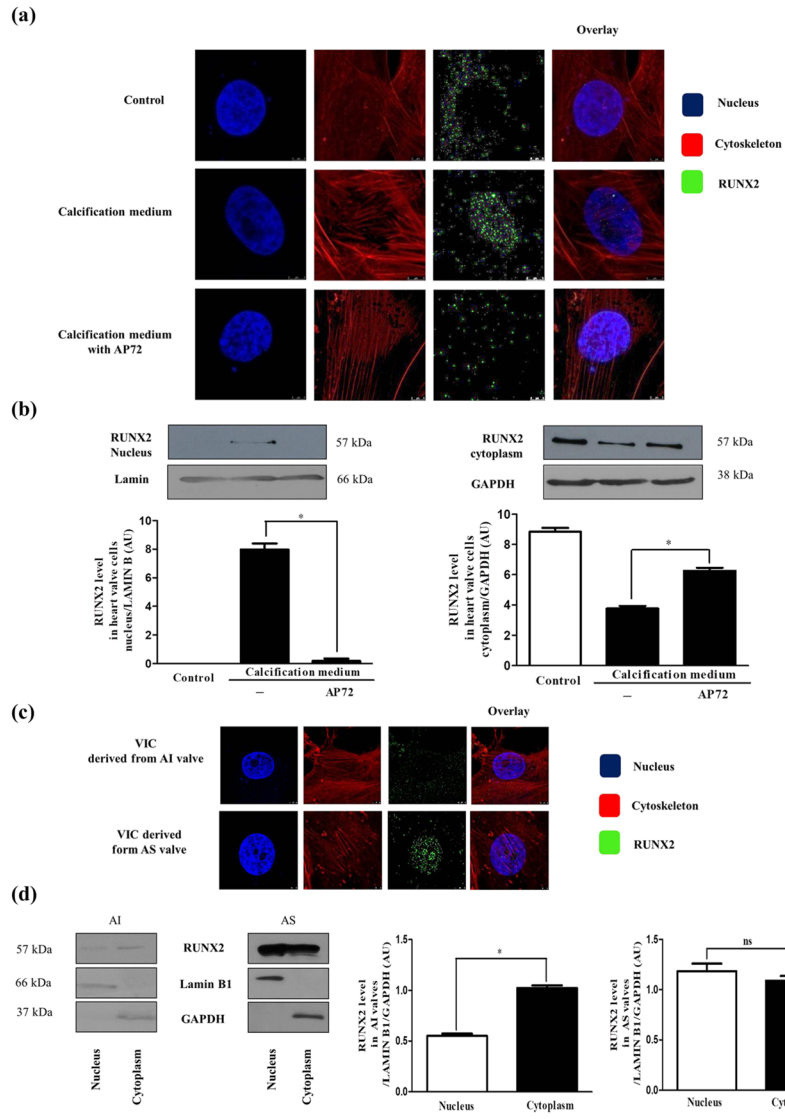 (a)
Overlay
Control
Nucleus
Cytoskeleton
Calcification medium
RUNX2
Calcification medium
with AP72
(b)
RUNX2
Nucleus
57 kDa
Lamin
66 kDa
RUNX2
cytoplasm
57 kDa
GAPDH
38 kDa
RUNX2 level
in heart valve cells
nucleus/LAMIN B (AU)
10
8
6
4
2
0
*
Control
Calcification medium
–
AP72
RUNX2 level
in heart valve cells
cytoplasm/GAPDH (AU)
10
8
6
4
2
0
*
Control
Calcification medium
–
AP72
(c)
Overlay
VIC
derived from AI valve
Nucleus
Cytoskeleton
VIC derived
form AS valve
RUNX2
(d)
AI
AS
57 kDa
RUNX2
66 kDa
Lamin B1
37 kDa
GAPDH
Nucleus
Cytoplasm
Nucleus
Cytoplasm
RUNX2 level
in AI valves
/LAMIN B1/GAPDH (AU)
1.5
1.0
0.5
0.0
*
Nucleus
Cytoplasm
RUNX2 level
in AS valves
/LAMIN B1/GAPDH (AU)
1.5
1.0
0.5
0.0
ns
Nucleus
Cyt